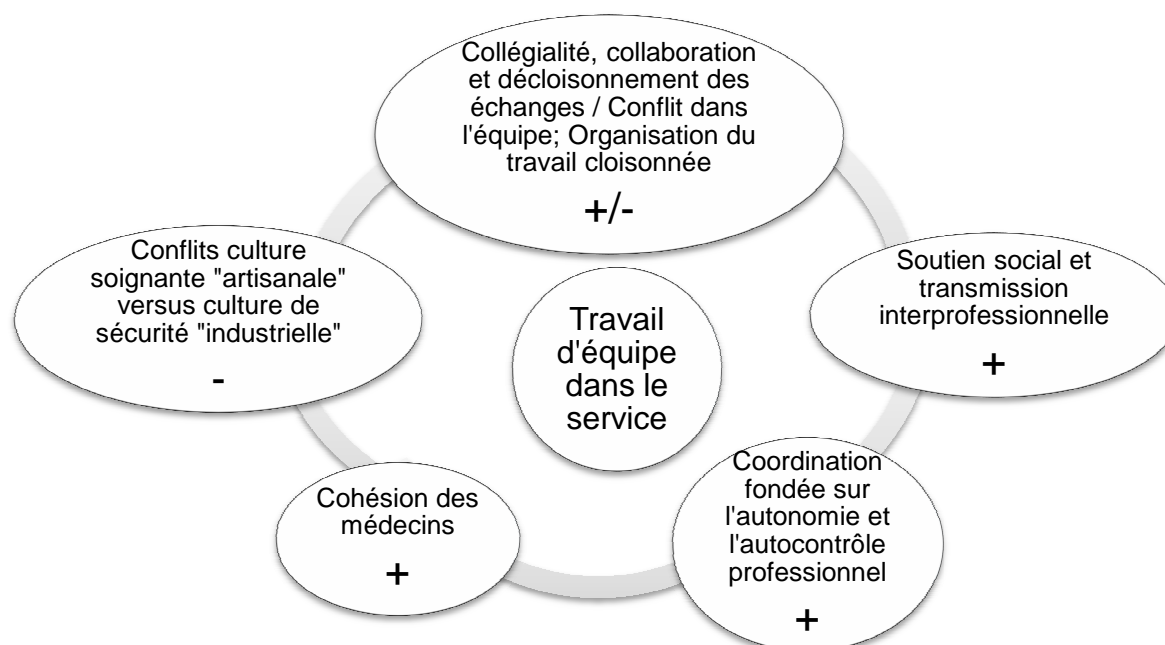 Collégialité, collaboration
et décloisonnement des
échanges / Conflit dans
l'équipe; Organisation du
travail cloisonnée
+/-
Conflits culture
soignante "artisanale"
versus culture de
sécurité "industrielle"
-
Soutien social et
transmission
interprofessionnelle
+
Travail
d'équipe
dans le
service
Cohésion des
médecins
+
Coordination
fondée sur
l'autonomie et
l'autocontrôle
professionnel
+